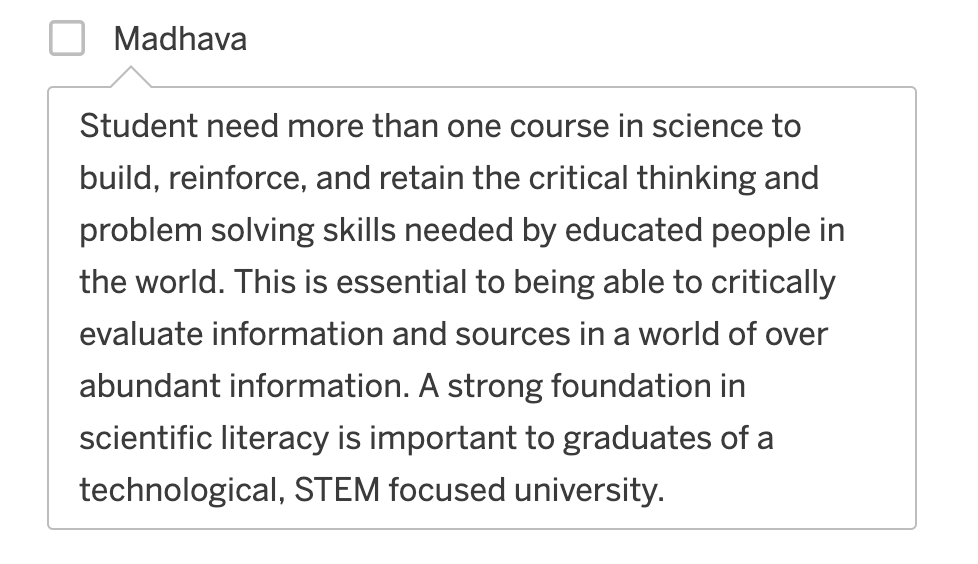 Madhava
Student need more than one course in science to
build, reinforce, and retain the critical thinking and
problem solving skills needed by educated people in
the world. This is essential to being able to critically
evaluate information and sources in a world of over
abundant information. A strong foundation in
scientific literacy is important to graduates of a
technological, STEM focused university.